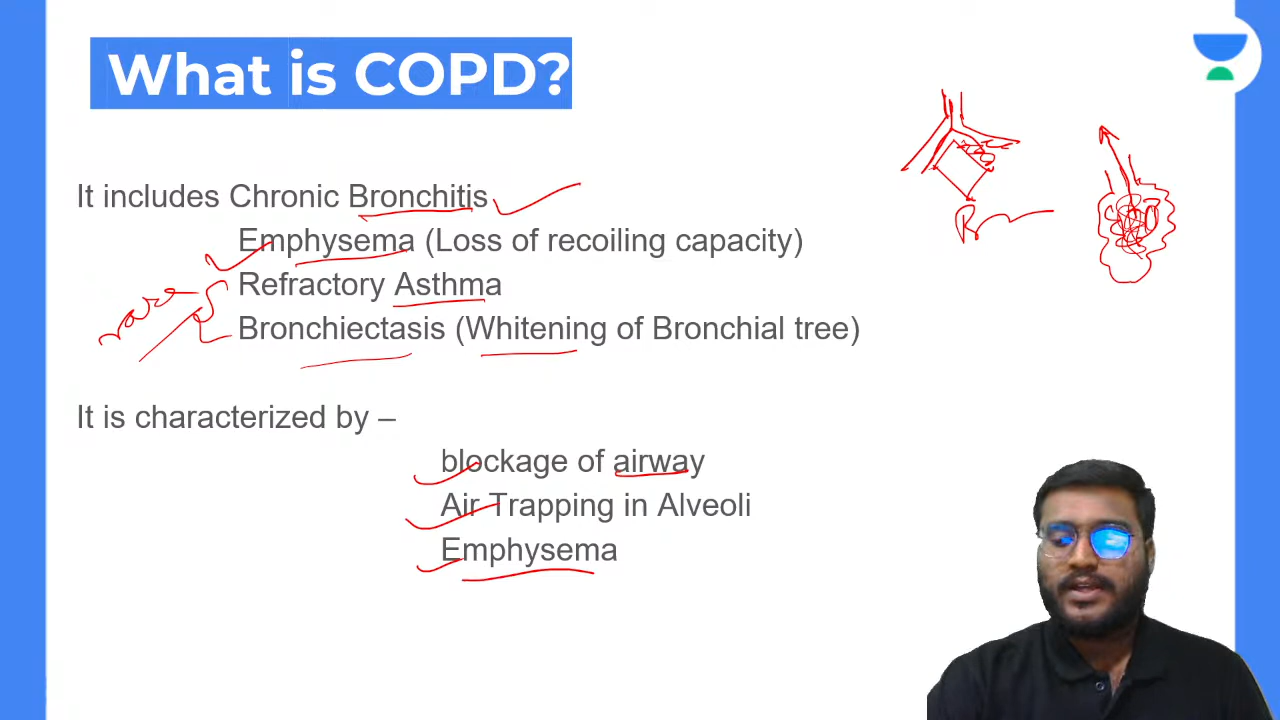 What is COPD?
It includes Chronic Bronchitis
Emphysema (Loss of recoiling capacity)
Refractory Asthma
rare
Bronchiectasis (Whitening of Bronchial tree)
It is characterized by –
blockage of airway
Air Trapping in Alveoli
Emphysema